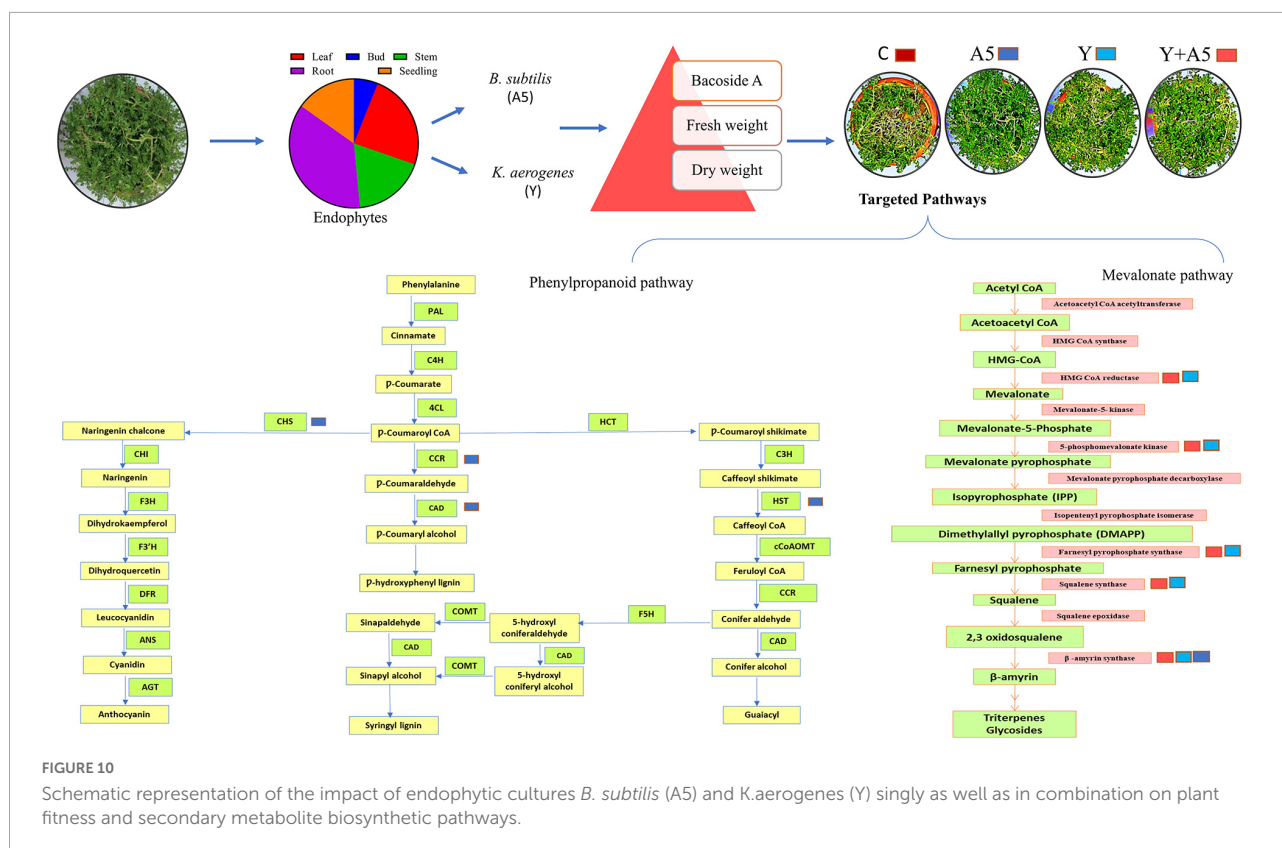 Leaf Bud Stem
Root Seedling
Endophytes
B. subtilis
(A5)
K. aerogenes
(Y)
Bacoside A
Fresh weight
Dry weight
C A5 Y Y+A5
Targeted Pathways
Phenylpropanoid pathway
Mevalonate pathway
Phenylalanine
PAL
Cinnamate
C4H
p-Coumarate
4CL
CHS
HCT
Naringenin chalcone
p-Coumaroyl CoA
p-Coumaroyl shikimate
CHI
CCR
C3H
Naringenin
p-Coumaraldehyde
Caffeoyl shikimate
F3H
CAD
HST
Dihydrokaempferol
p-Coumaryl alcohol
Caffeoyl CoA
F3’H
cCoAOMT
Dihydroquercetin
p-hydroxyphenyl lignin
Feruloyl CoA
DFR
CCR
Leucocyanidin
COMT
F5H
Sinapaldehyde
5-hydroxyl
coniferaldehyde
Conifer aldehyde
ANS
CAD
CAD
CAD
Cyanidin
COMT
Sinapyl alcohol
5-hydroxyl
coniferyl alcohol
Conifer alcohol
AGT
Anthocyanin
Syringyl lignin
Guaiacyl
Acetyl CoA
Acetoacetyl CoA acetyltransferase
Acetoacetyl CoA
HMG CoA synthase
HMG-CoA
HMG CoA reductase
Mevalonate
Mevalonate-5- kinase
Mevalonate-5-Phosphate
5-phosphomevalonate kinase
Mevalonate pyrophosphate
Mevalonate pyrophosphate decarboxylase
Isopyrophosphate (IPP)
Isopentenyl pyrophosphate isomerase
Dimethylallyl pyrophosphate (DMAPP)
Farnesyl pyrophosphate synthase
Farnesyl pyrophosphate
Squalene synthase
Squalene
Squalene epoxidase
2,3 oxidosqualene
β -amyrin synthase
β-amyrin
Triterpenes
Glycosides
FIGURE 10
Schematic representation of the impact of endophytic cultures B. subtilis (A5) and K.aerogenes (Y) singly as well as in combination on plant
fitness and secondary metabolite biosynthetic pathways.